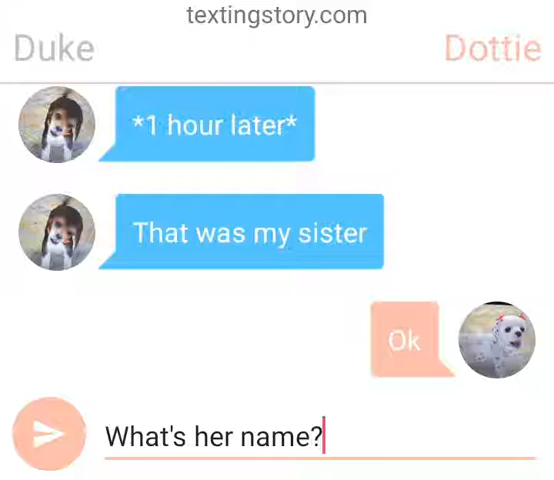 textingstory.com
Duke
Dottie
*1 hour later*
That was my sister
Ok
What's her name?